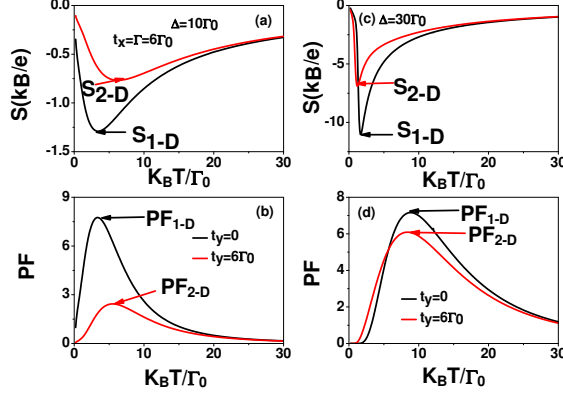 0.0
-0.5
-1.0
-1.5
S(kB/e)
(a)
Δ=10Γ0
tx=Γ=6Γ0
S2-D
S1-D
0 10 20 30
KBT/Γ0
0
-5
-10
S(kB/e)
(c) Δ=30Γ0
S2-D
S1-D
0 10 20 30
KBT/Γ0
9
6
3
0
PF
(b)
PF1-D
ty=0
ty=6Γ0
PF2-D
0 10 20 30
KBT/Γ0
8
6
4
2
0
PF
(d)
PF1-D
PF2-D
ty=0
ty=6Γ0
0 10 20 30
KBT/Γ0